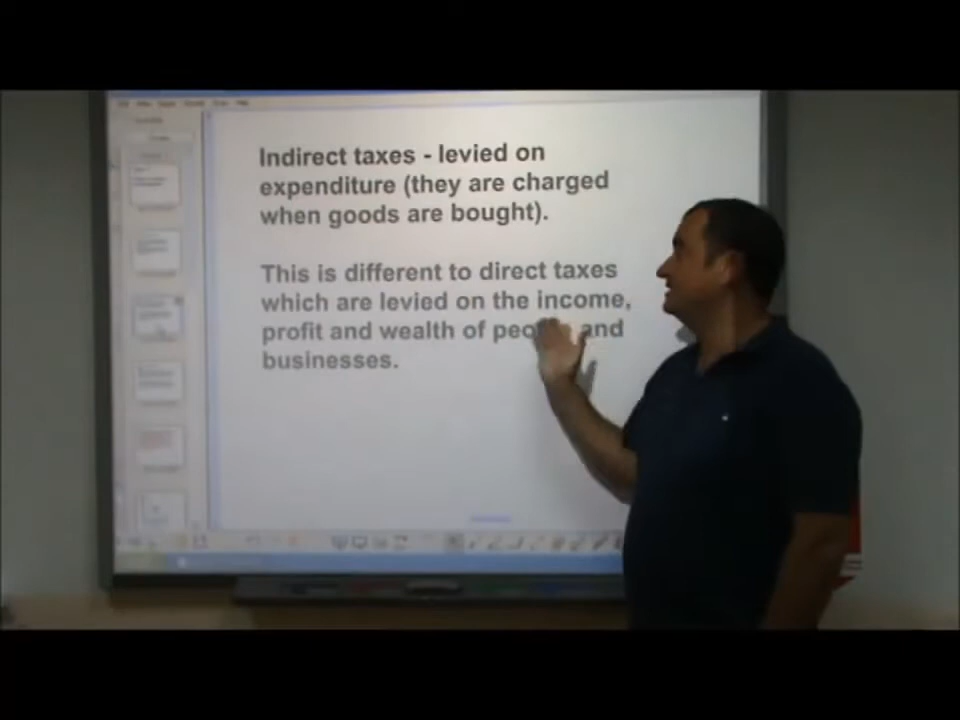 Indirect taxes - levied on
expenditure (they are charged
when goods are bought).
This is different to direct taxes
which are levied on the income,
profit and wealth of people and
businesses.